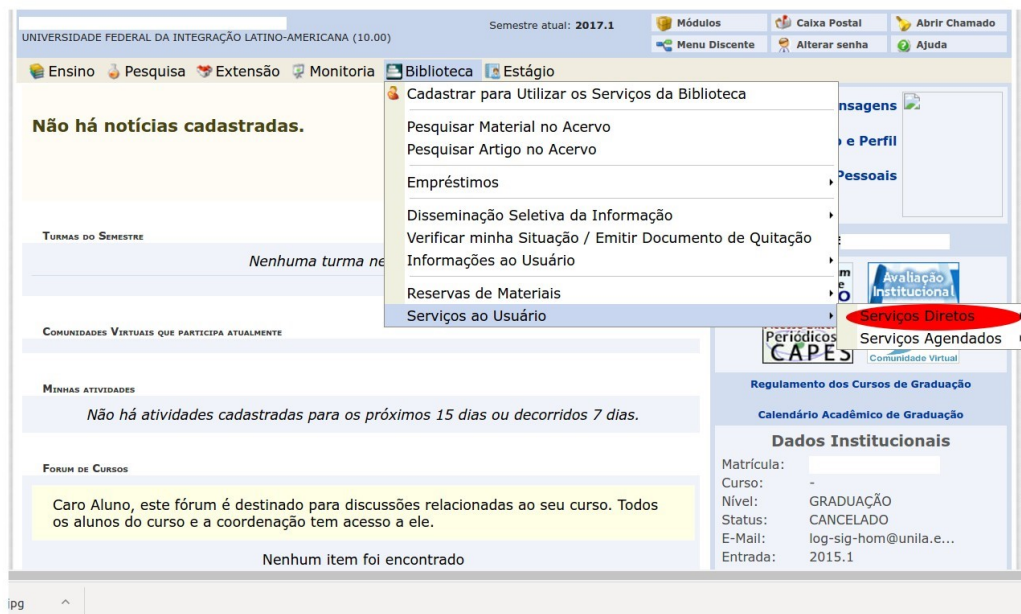 Semestre atual: 2017.1
UNIVERSIDADE FEDERAL DA INTEGRAÇÃO LATINO-AMERICANA (10.00)
Módulos
Caixa Postal
Abrir Chamado
Menu Discente
Alterar senha
Ajuda
Ensino Pesquisa Extensão Monitoria Biblioteca Estágio
Cadastrar para Utilizar os Serviços da Biblioteca
Pesquisar Material no Acervo
Pesquisar Artigo no Acervo
Empréstimos
Disseminação Seletiva da Informação
Verificar minha Situação / Emitir Documento de Quitação
Informações ao Usuário
Reservas de Materiais
Serviços ao Usuário
Serviços Diretos
Serviços Agendados
Não há notícias cadastradas.
TURMAS DO SEMESTRE
Nenhuma turma ne
COMUNIDADES VIRTUAIS QUE PARTICIPA ATUALMENTE
MINHAS ATIVIDADES
Não há atividades cadastradas para os próximos 15 dias ou decorridos 7 dias.
FORUM DE CURSOS
Caro Aluno, este fórum é destinado para discussões relacionadas ao seu curso. Todos
os alunos do curso e a coordenação tem acesso a ele.
Nenhum item foi encontrado
nsagens
e Perfil
Pessoais
Avaliação
Institucional
Periódicos
CAPES
Comunidade Virtual
Regulamento dos Cursos de Graduação
Calendário Acadêmico de Graduação
Dados Institucionais
Matrícula:
Curso: -
Nível: GRADUAÇÃO
Status: CANCELADO
E-Mail: log-sig-hom@unila.e...
Entrada: 2015.1
jpg